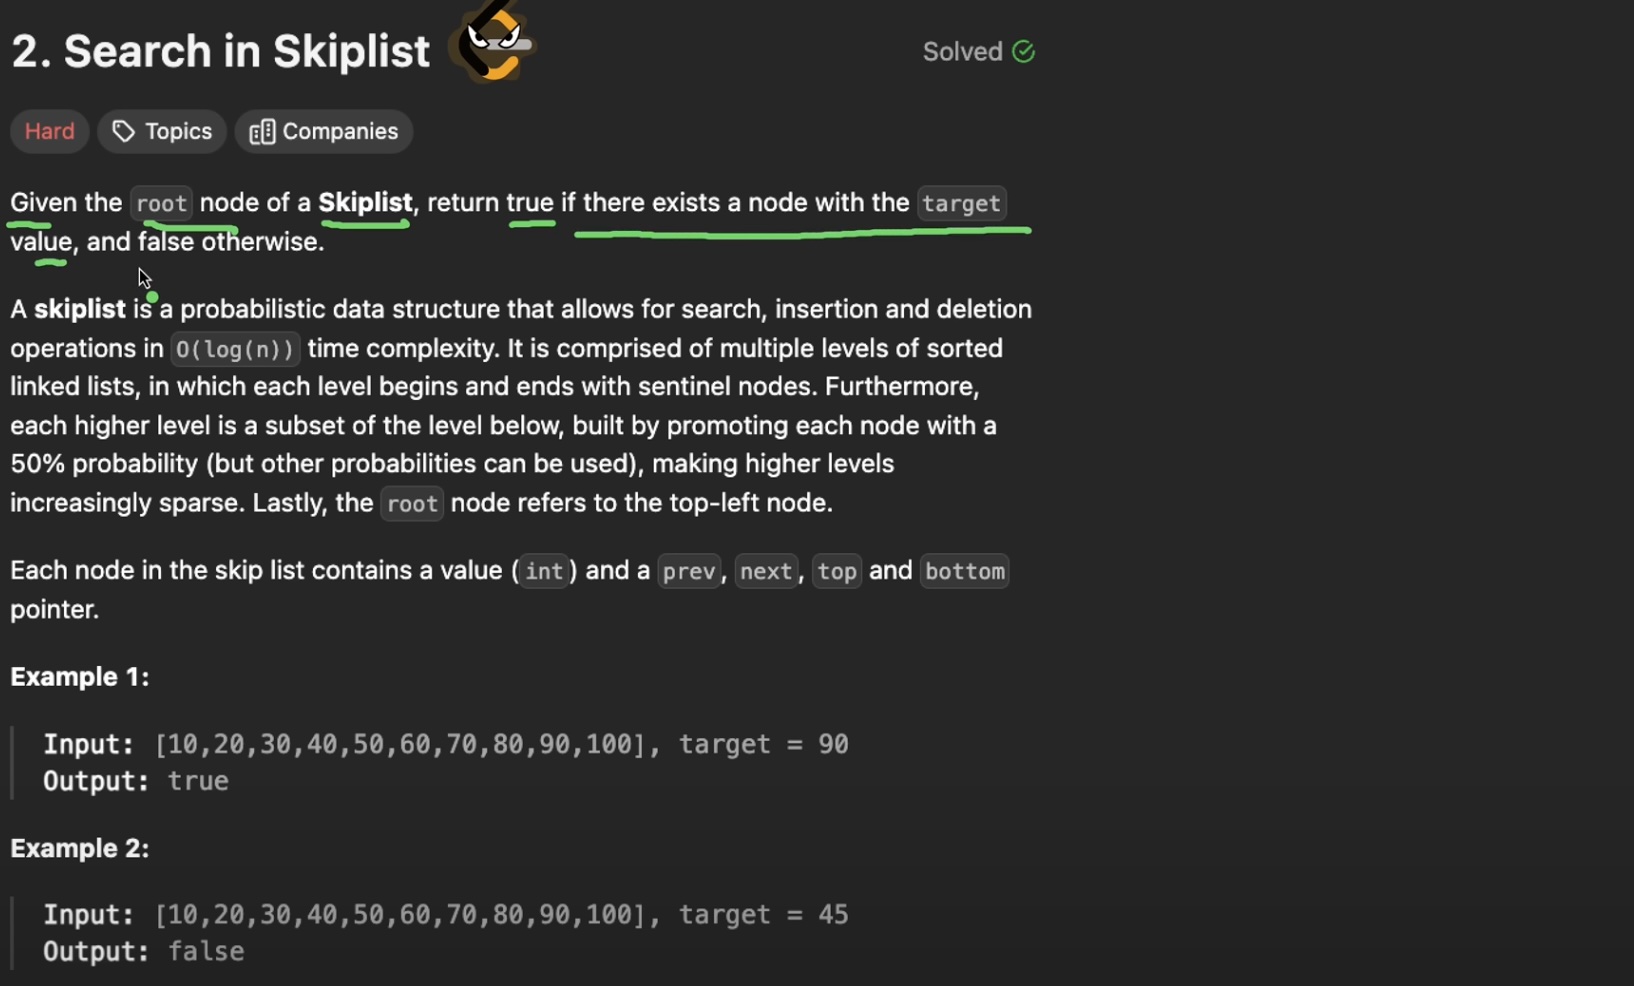 2. Search in Skiplist
Solved
Hard
Topics
Companies
Given the root node of a Skiplist, return true if there exists a node with the target
value, and false otherwise.
A skiplist is a probabilistic data structure that allows for search, insertion and deletion
operations in O(log(n)) time complexity. It is comprised of multiple levels of sorted
linked lists, in which each level begins and ends with sentinel nodes. Furthermore,
each higher level is a subset of the level below, built by promoting each node with a
50% probability (but other probabilities can be used), making higher levels
increasingly sparse. Lastly, the root node refers to the top-left node.
Each node in the skip list contains a value (int) and a prev, next, top and bottom
pointer.
Example 1:
Input: [10,20,30,40,50,60,70,80,90,100], target = 90
Output: true
Example 2:
Input: [10,20,30,40,50,60,70,80,90,100], target = 45
Output: false